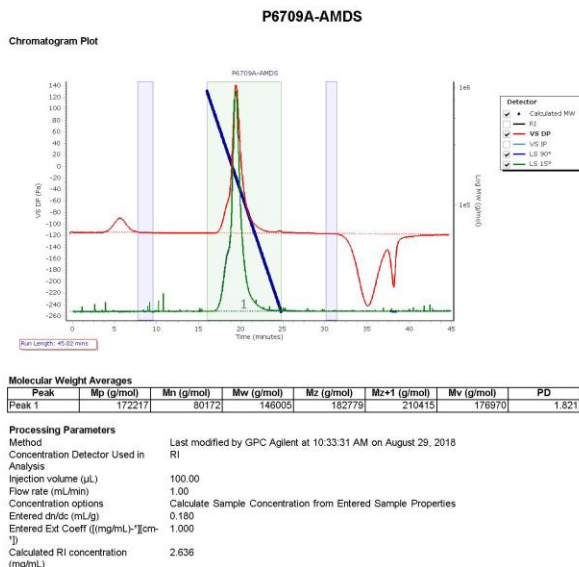 P6709A-AMDS
Chromatogram Plot
P6709A-AMDS
140
120
100
80
60
40
20
0
-20
-40
-60
-80
-100
-120
-140
-160
-180
-200
-220
-240
-260
VS DP (Pa)
1e6
1e5
Log MW (g/mol)
1
0 5 10 15 20 25 30 35 40 45
Time (minutes)
Run Length: 45.02 mins
Detector
Calculated MW
RI
VS DP
VS IP
LS 90°
LS 15°
Molecular Weight Averages
Peak Mp (g/mol) Mn (g/mol) Mw (g/mol) Mz (g/mol) Mz+1 (g/mol) Mv (g/mol) PD
Peak 1 172217 80172 146005 182779 210415 176970 1.821
Processing Parameters
Method Last modified by GPC Agilent at 10:33:31 AM on August 29, 2018
Concentration Detector Used in RI
Analysis
Injection volume (µL) 100.00
Flow rate (mL/min) 1.00
Concentration options Calculate Sample Concentration from Entered Sample Properties
Entered dn/dc (mL/g) 0.180
Entered Ext Coeff ([(mg/mL)-¹][cm- 1.000
¹])
Calculated RI concentration 2.636
(mg/mL)